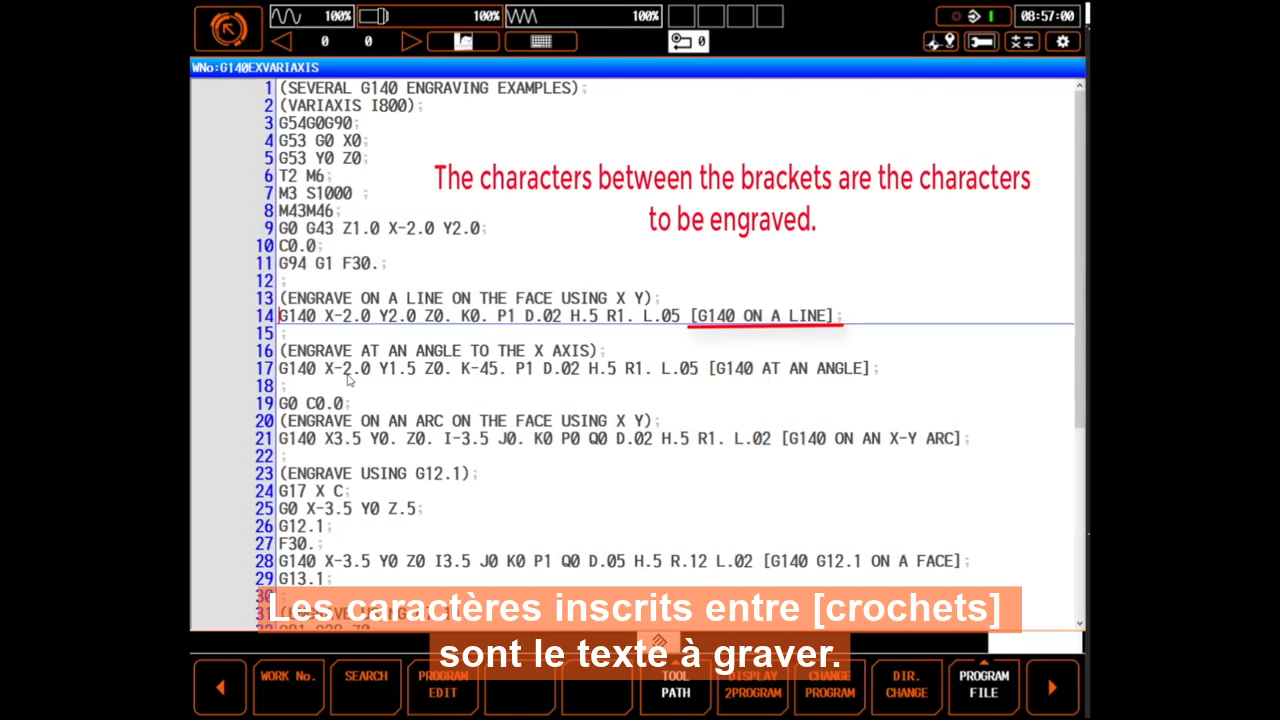 100% 100% 100% 08:57:00
0 0 0
WNo:G140EXVARIAXIS
1 (SEVERAL G140 ENGRAVING EXAMPLES);
2 (VARIAXIS I800);
3 G54G0G90;
4 G53 G0 X0;
5 G53 Y0 Z0;
6 T2 M6;
7 M3 S1000 ;
8 M43M46;
9 G0 G43 Z1.0 X-2.0 Y2.0;
10 C0.0;
11 G94 G1 F30.;
12 ;
13 (ENGRAVE ON A LINE ON THE FACE USING X Y);
14 G140 X-2.0 Y2.0 Z0. K0. P1 D.02 H.5 R1. L.05 [G140 ON A LINE];
15 ;
16 (ENGRAVE AT AN ANGLE TO THE X AXIS);
17 G140 X-2.0 Y1.5 Z0. K-45. P1 D.02 H.5 R1. L.05 [G140 AT AN ANGLE];
18 ;
19 G0 C0.0;
20 (ENGRAVE ON AN ARC ON THE FACE USING X Y);
21 G140 X3.5 Y0. Z0. I-3.5 J0. K0 P0 Q0 D.02 H.5 R1. L.02 [G140 ON AN X-Y ARC];
22 ;
23 (ENGRAVE USING G12.1);
24 G17 X C;
25 G0 X-3.5 Y0 Z.5;
26 G12.1;
27 F30.;
28 G140 X-3.5 Y0 Z0 I3.5 J0 K0 P1 Q0 D.05 H.5 R.12 L.02 [G140 G12.1 ON A FACE];
29 G13.1;
30
31
The characters between the brackets are the characters
to be engraved.
Les caractères inscrits entre [crochets]
sont le texte à graver.
WORK No. SEARCH PROGRAM EDIT TOOL PATH DISPLAY 2PROGRAM CHANGE PROGRAM DIR. CHANGE PROGRAM FILE